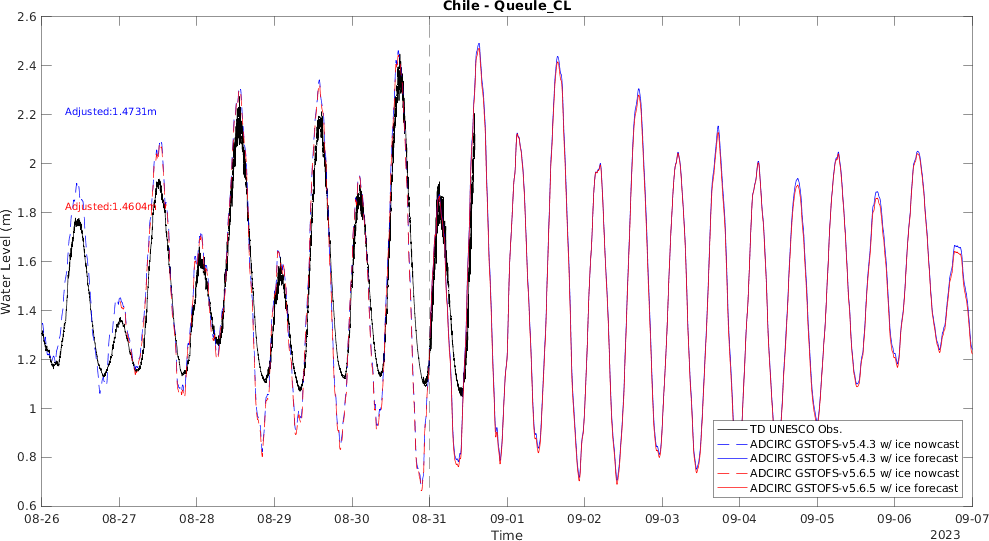 Chile - Queule_CL
2.6
2.4
2.2
2
1.8
1.6
1.4
1.2
1
0.8
0.6
Water Level (m)
Adjusted:1.4731m
Adjusted:1.4604m
TD UNESCO Obs.
ADCIRC GSTOFS-v5.4.3 w/ ice nowcast
ADCIRC GSTOFS-v5.4.3 w/ ice forecast
ADCIRC GSTOFS-v5.6.5 w/ ice nowcast
ADCIRC GSTOFS-v5.6.5 w/ ice forecast
08-26 08-27 08-28 08-29 08-30 08-31 09-01 09-02 09-03 09-04 09-05 09-06 09-07
Time
2023